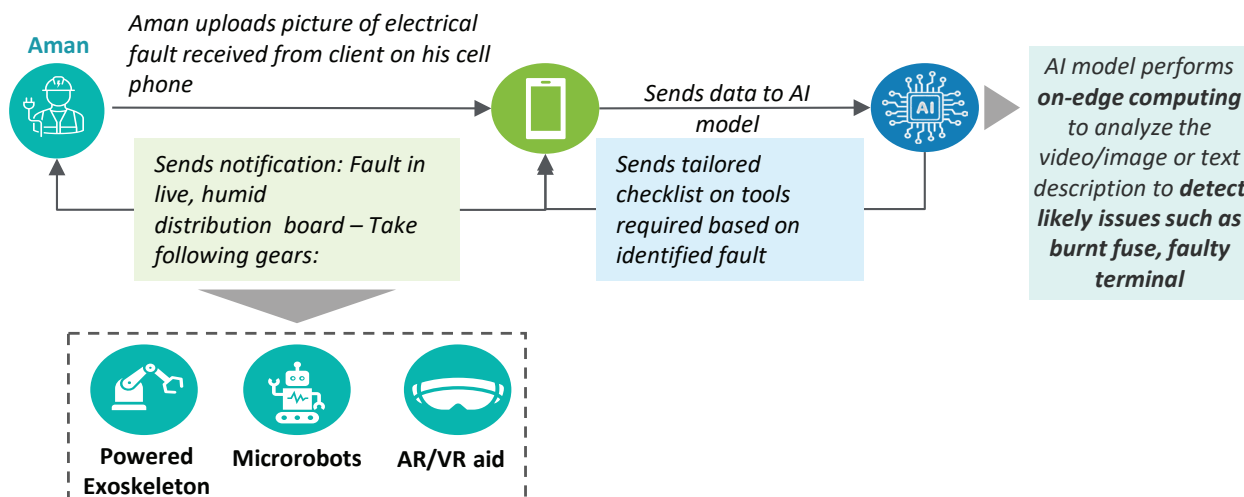 Aman
Aman uploads picture of electrical
fault received from client on his cell
phone
Sends data to AI
model
AI
AI model performs
on-edge computing
to analyze the
video/image or text
description to detect
likely issues such as
burnt fuse, faulty
terminal
Sends notification: Fault in
live, humid
distribution board – Take
following gears:
Sends tailored
checklist on tools
required based on
identified fault
Powered
Exoskeleton
Microrobots
AR/VR aid